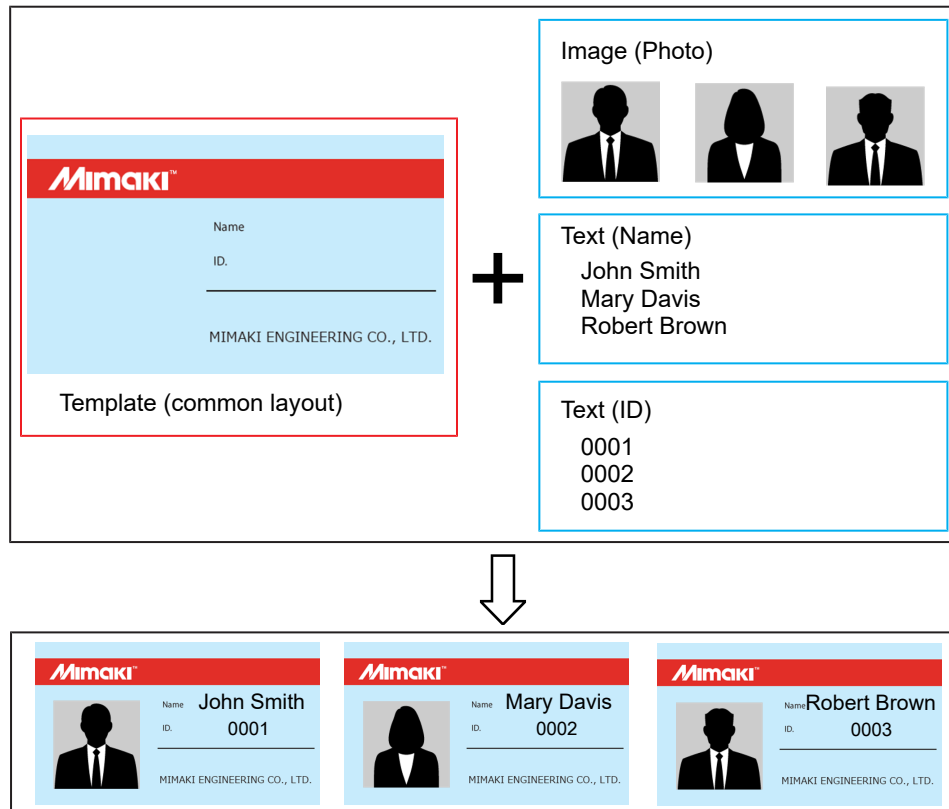 Image (Photo)
Mimaki™
Name
ID.
MIMAKI ENGINEERING CO., LTD.
Template (common layout)
Text (Name)
John Smith
Mary Davis
Robert Brown
Text (ID)
0001
0002
0003
Mimaki™
Name John Smith
ID. 0001
MIMAKI ENGINEERING CO., LTD.
Mimaki™
Name Mary Davis
ID. 0002
MIMAKI ENGINEERING CO., LTD.
Mimaki™
Name Robert Brown
ID. 0003
MIMAKI ENGINEERING CO., LTD.